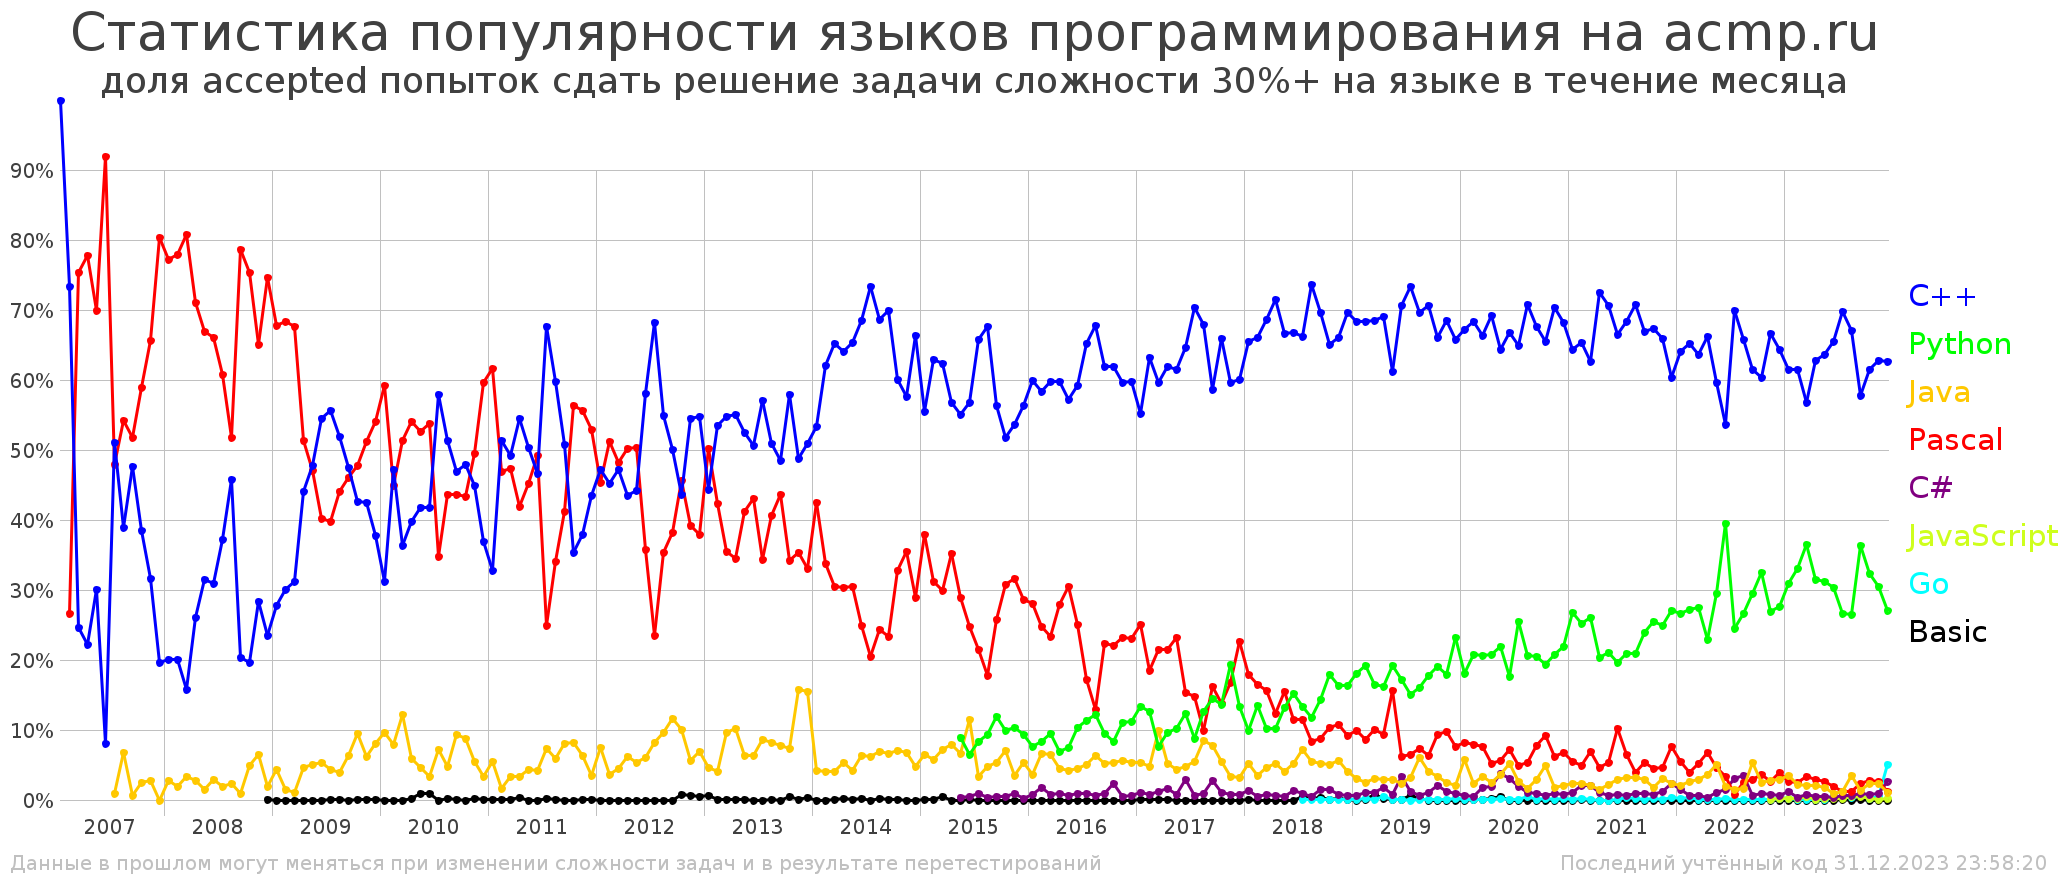 Статистика популярности языков программирования на acmp.ru
доля accepted попыток сдать решение задачи сложности 30%+ на языке в течение месяца
90%
80%
70%
60%
50%
40%
30%
20%
10%
0%
2007 2008 2009 2010 2011 2012 2013 2014 2015 2016 2017 2018 2019 2020 2021 2022 2023
C++
Python
Java
Pascal
C#
JavaScript
Go
Basic
Данные в прошлом могут меняться при изменении сложности задач и в результате перетестирований
Последний учтённый код 31.12.2023 23:58:20